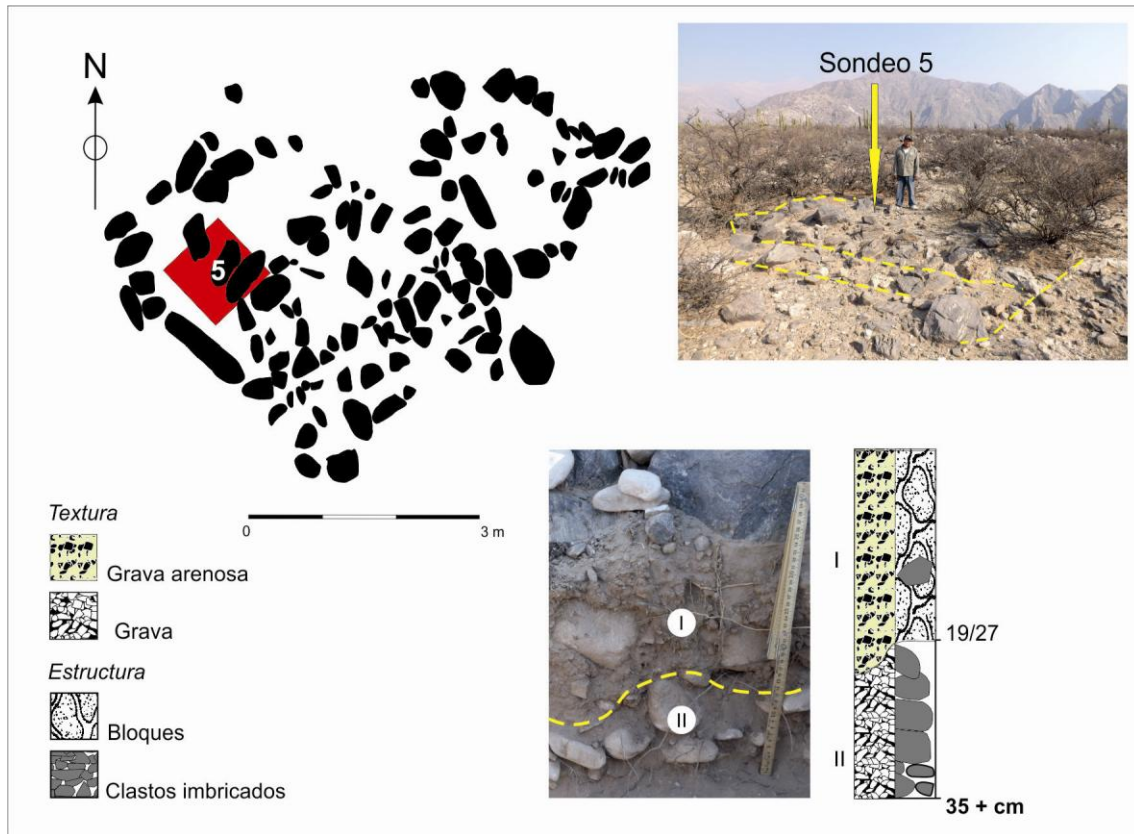 N
Sondeo 5
5
Textura
Grava arenosa
Grava
Estructura
Bloques
Clastos imbricados
0
3 m
I
II
I
19/27
II
35 + cm